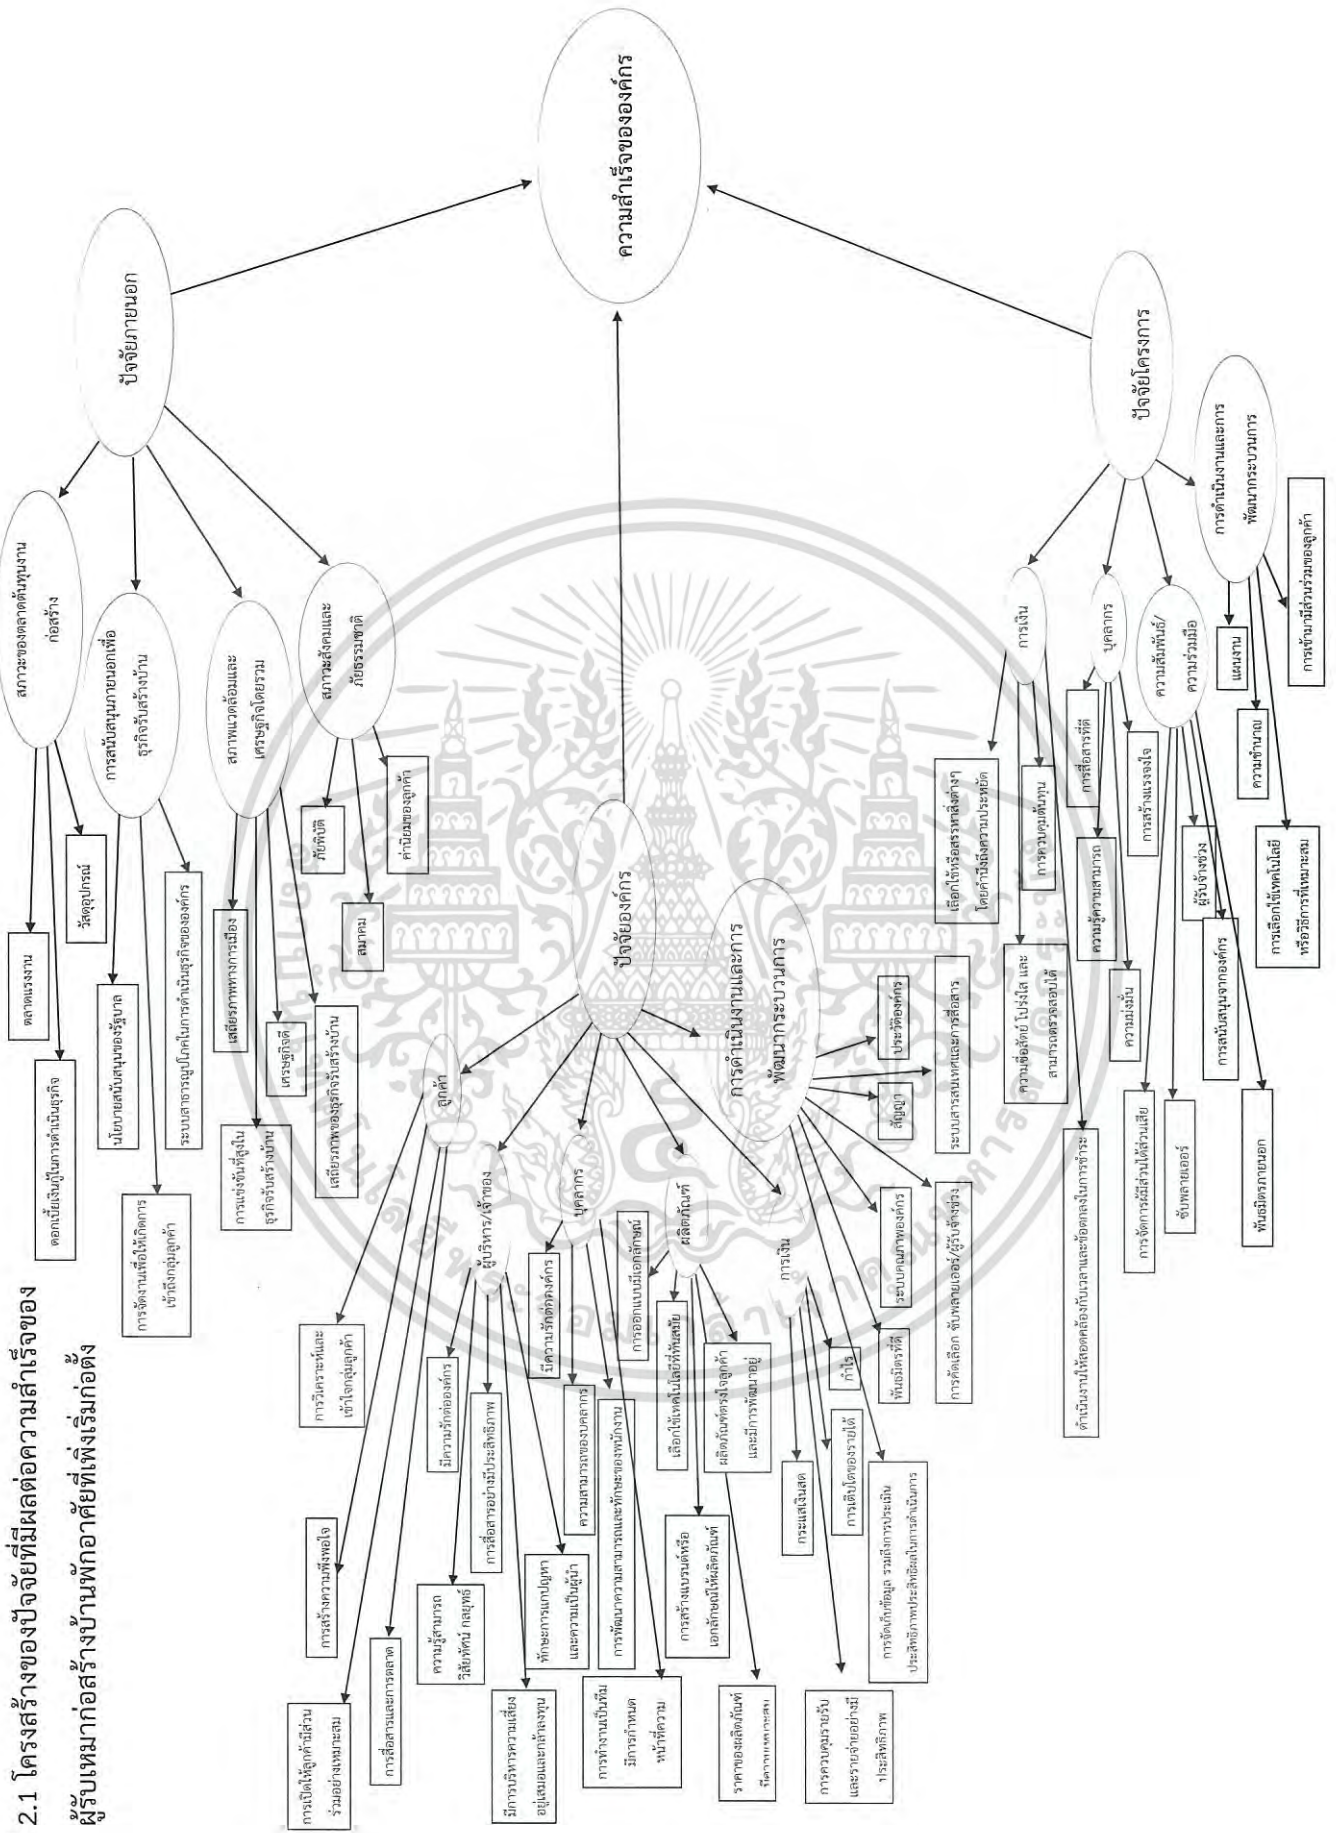 2.1 โครงสร้างของปัจจัยที่มีผลต่อความสำเร็จของ
ผู้รับเหมาก่อสร้างบ้านพักอาศัยที่เพิ่งเริ่มก่อตั้ง
ความสำเร็จขององค์กร
ปัจจัยภายนอก
สภาวะของตลาดต้นทุนงาน
ก่อสร้าง
ตลาดแรงงาน
ดอกเบี้ยเงินกู้ในการดำเนินธุรกิจ
วัสดุอุปกรณ์
การสนับสนุนภายนอกเพื่อ
ธุรกิจรับสร้างบ้าน
นโยบายสนับสนุนของรัฐบาล
การจัดงานเพื่อให้เกิดการ
เข้าถึงกลุ่มลูกค้า
ระบบสาธารณูปโภคในการดำเนินธุรกิจขององค์กร
สภาพแวดล้อมและ
เศรษฐกิจโดยรวม
เสถียรภาพทางการเมือง
การแข่งขันที่สูงใน
ธุรกิจรับสร้างบ้าน
เศรษฐกิจดี
เสถียรภาพของธุรกิจรับสร้างบ้าน
สภาวะสังคมและ
ภัยธรรมชาติ
ภัยพิบัติ
สมาคม
ค่านิยมของลูกค้า
ปัจจัยองค์กร
ลูกค้า
การวิเคราะห์และ
เข้าใจกลุ่มลูกค้า
การสร้างความพึงพอใจ
การเปิดให้ลูกค้ามีส่วน
ร่วมอย่างเหมาะสม
การสื่อสารและการตลาด
ผู้บริหาร/เจ้าของ
มีความรักต่อองค์กร
ความรู้สามารถ
วิสัยทัศน์ กลยุทธ์
การสื่อสารอย่างมีประสิทธิภาพ
มีการบริหารความเสี่ยง
อยู่เสมอและกล้าลงทุน
ทักษะการแกปัญหา
และความเป็นผู้นำ
บุคลากร
มีความรักต่อองค์กร
ความสามารถของบุคลากร
การพัฒนาความสามารถและทักษะของพนักงาน
การทำงานเป็นทีม
มีการกำหนด
หน้าที่ความ
ผลิตภัณฑ์
การออกแบบมีเอกลักษณ์
เลือกใช้เทคโนโลยีที่ทันสมัย
การสร้างแบรนด์หรือ
เอกลักษณ์ให้ผลิตภัณฑ์
ผลิตภัณฑ์ตรงใจลูกค้า
และมีการพัฒนาอยู่
ราคาของผลิตภัณฑ์
การเงิน
กระแสเงินสด
การควบคุมรายรับ
และรายจ่ายอย่างมี
ประสิทธิภาพ
การเติบโตของรายได้
กำไร
การดำเนินงานและการ
พัฒนากระบวนการ
การจัดเก็บข้อมูล รวมถึงการประเมิน
ประสิทธิภาพประสิทธิผลในการดำเนินการ
พันธมิตรที่ดี
ระบบคุณภาพองค์กร
การคัดเลือก ซับพลายเออร์/ผู้รับจ้างช่วง
สัญญา
ระบบสารสนเทศและการสื่อสาร
ประวัติองค์กร
ปัจจัยโครงการ
การเงิน
เลือกใช้หรือสรรหาสิ่งต่างๆ
โดยคำนึงถึงความประหยัด
ความซื่อสัตย์ โปร่งใส และ
สามารถตรวจสอบได้
การควบคุมต้นทุน
ดำเนินงานให้สอดคล้องกับเวลาและข้อตกลงในการชำระ
บุคลากร
การสื่อสารที่ดี
ความรู้ความสามารถ
ความมุ่งมั่น
การสร้างแรงจูงใจ
ความสัมพันธ์/
ความร่วมมือ
การจัดการผู้มีส่วนได้ส่วนเสีย
ซับพลายเออร์
ผู้รับจ้างช่วง
การสนับสนุนจากองค์กร
พันธมิตรภายนอก
การดำเนินงานและการ
พัฒนากระบวนการ
แผนงาน
ความชำนาญ
การเลือกใช้เทคโนโลยี
หรือวิธีการที่เหมาะสม
การเข้ามามีส่วนร่วมของลูกค้า